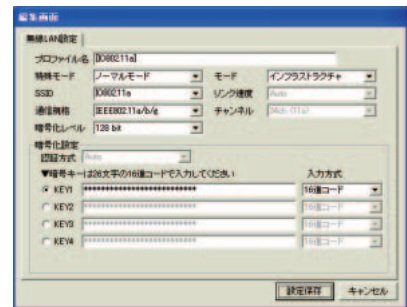 編集画面
無線LAN設定
プロファイル名 [IO80211a]
特殊モード ノーマルモード モード インフラストラクチャ
SSID IO80211a リンク速度 Auto
通信規格 IEEE80211a/b/g チャンネル 34ch (11a)
暗号化レベル 128 bit
暗号化設定
認証方式 Auto
▼暗号キーは26文字の16進コードで入力してください 入力方式
KEY1 ************************** 16進コード
KEY2 16進コード
KEY3 16進コード
KEY4 16進コード
設定保存 キャンセル